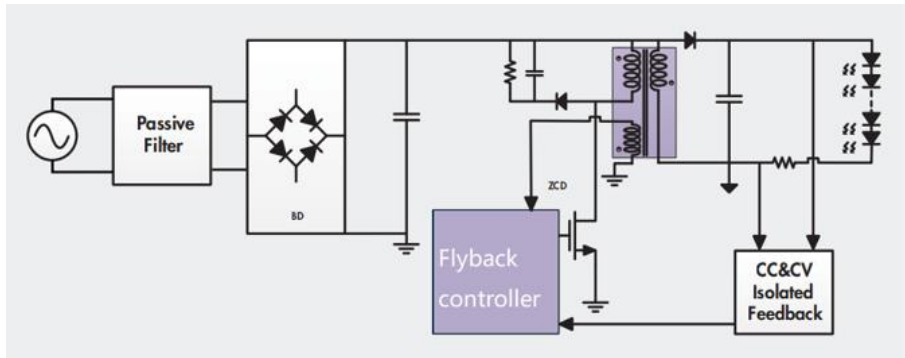 Passive
Filter
BD
ZCD
Flyback
controller
CC&CV
Isolated
Feedback